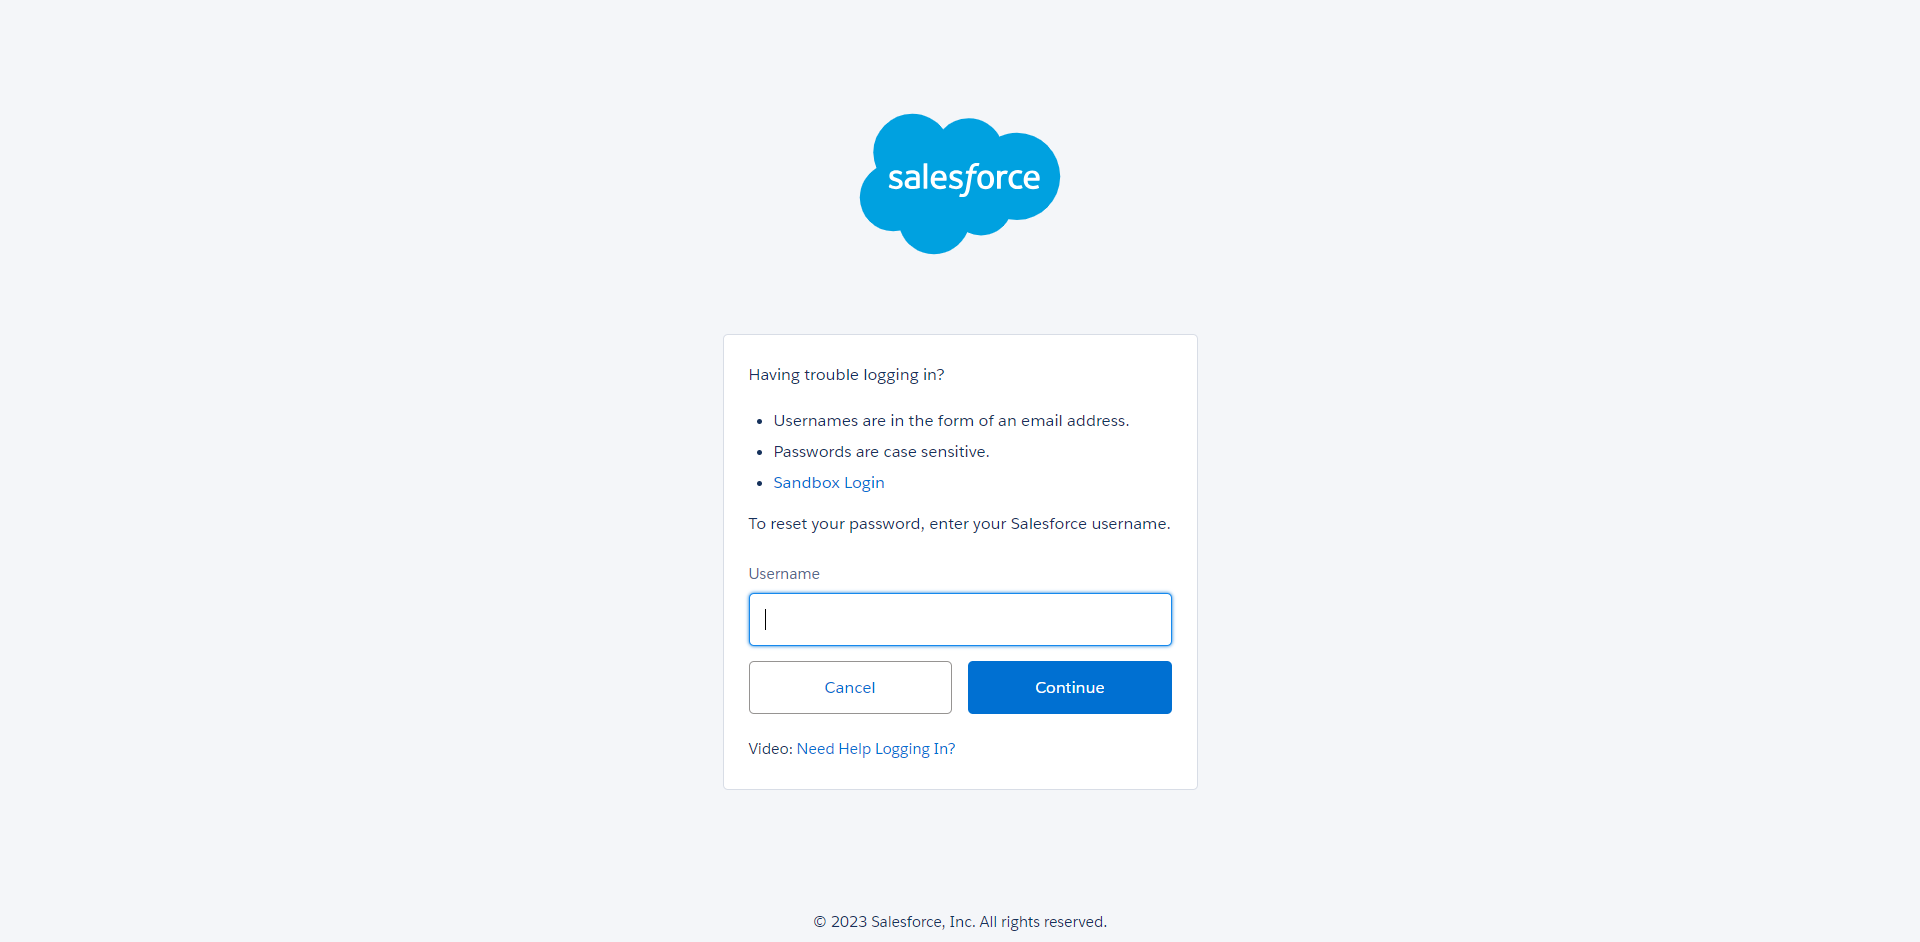 salesforce
Having trouble logging in?
• Usernames are in the form of an email address.
• Passwords are case sensitive.
• Sandbox Login
To reset your password, enter your Salesforce username.
Username
Cancel Continue
Video: Need Help Logging In?
© 2023 Salesforce, Inc. All rights reserved.